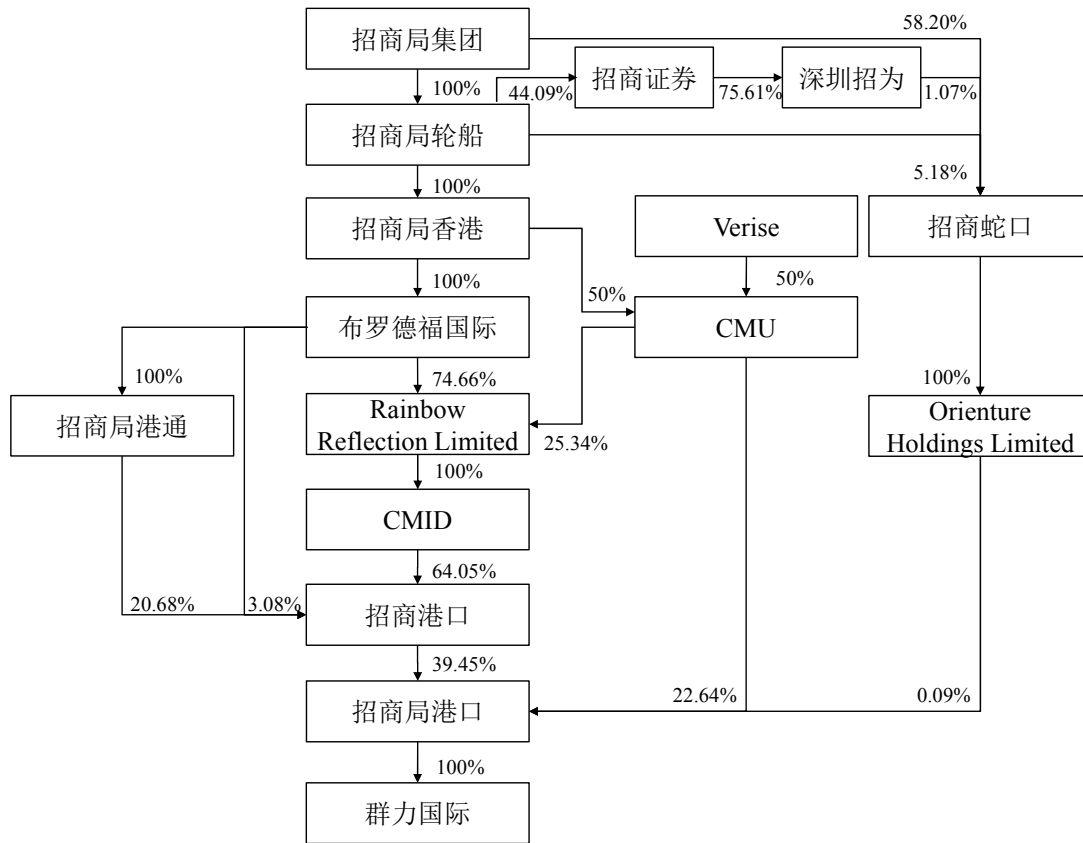 招商局集团
58.20%
招商证券
深圳招为
100%
44.09%
75.61%
1.07%
招商局轮船
100%
5.18%
招商局香港
Verise
招商蛇口
100%
50%
50%
布罗德福国际
CMU
100%
74.66%
100%
招商局港通
Rainbow
Reflection Limited
25.34%
Orienture
Holdings Limited
100%
CMID
64.05%
20.68%
3.08%
招商港口
39.45%
招商局港口
22.64%
0.09%
100%
群力国际